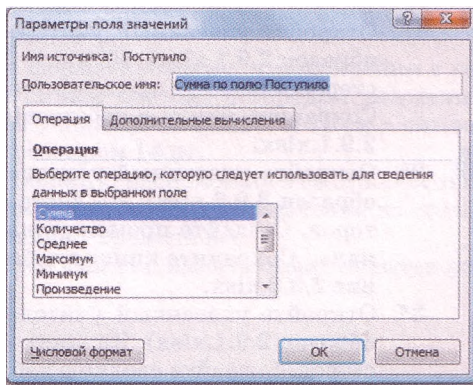 Параметры поля значений
Имя источника: Поступило
Пользовательское имя: Сумма по полю Поступило
Операция Дополнительные вычисления
Операция
Выберите операцию, которую следует использовать для сведения
данных в выбранном поле
Сумма
Количество
Среднее
Максимум
Минимум
Произведение
Числовой формат ОК Отмена